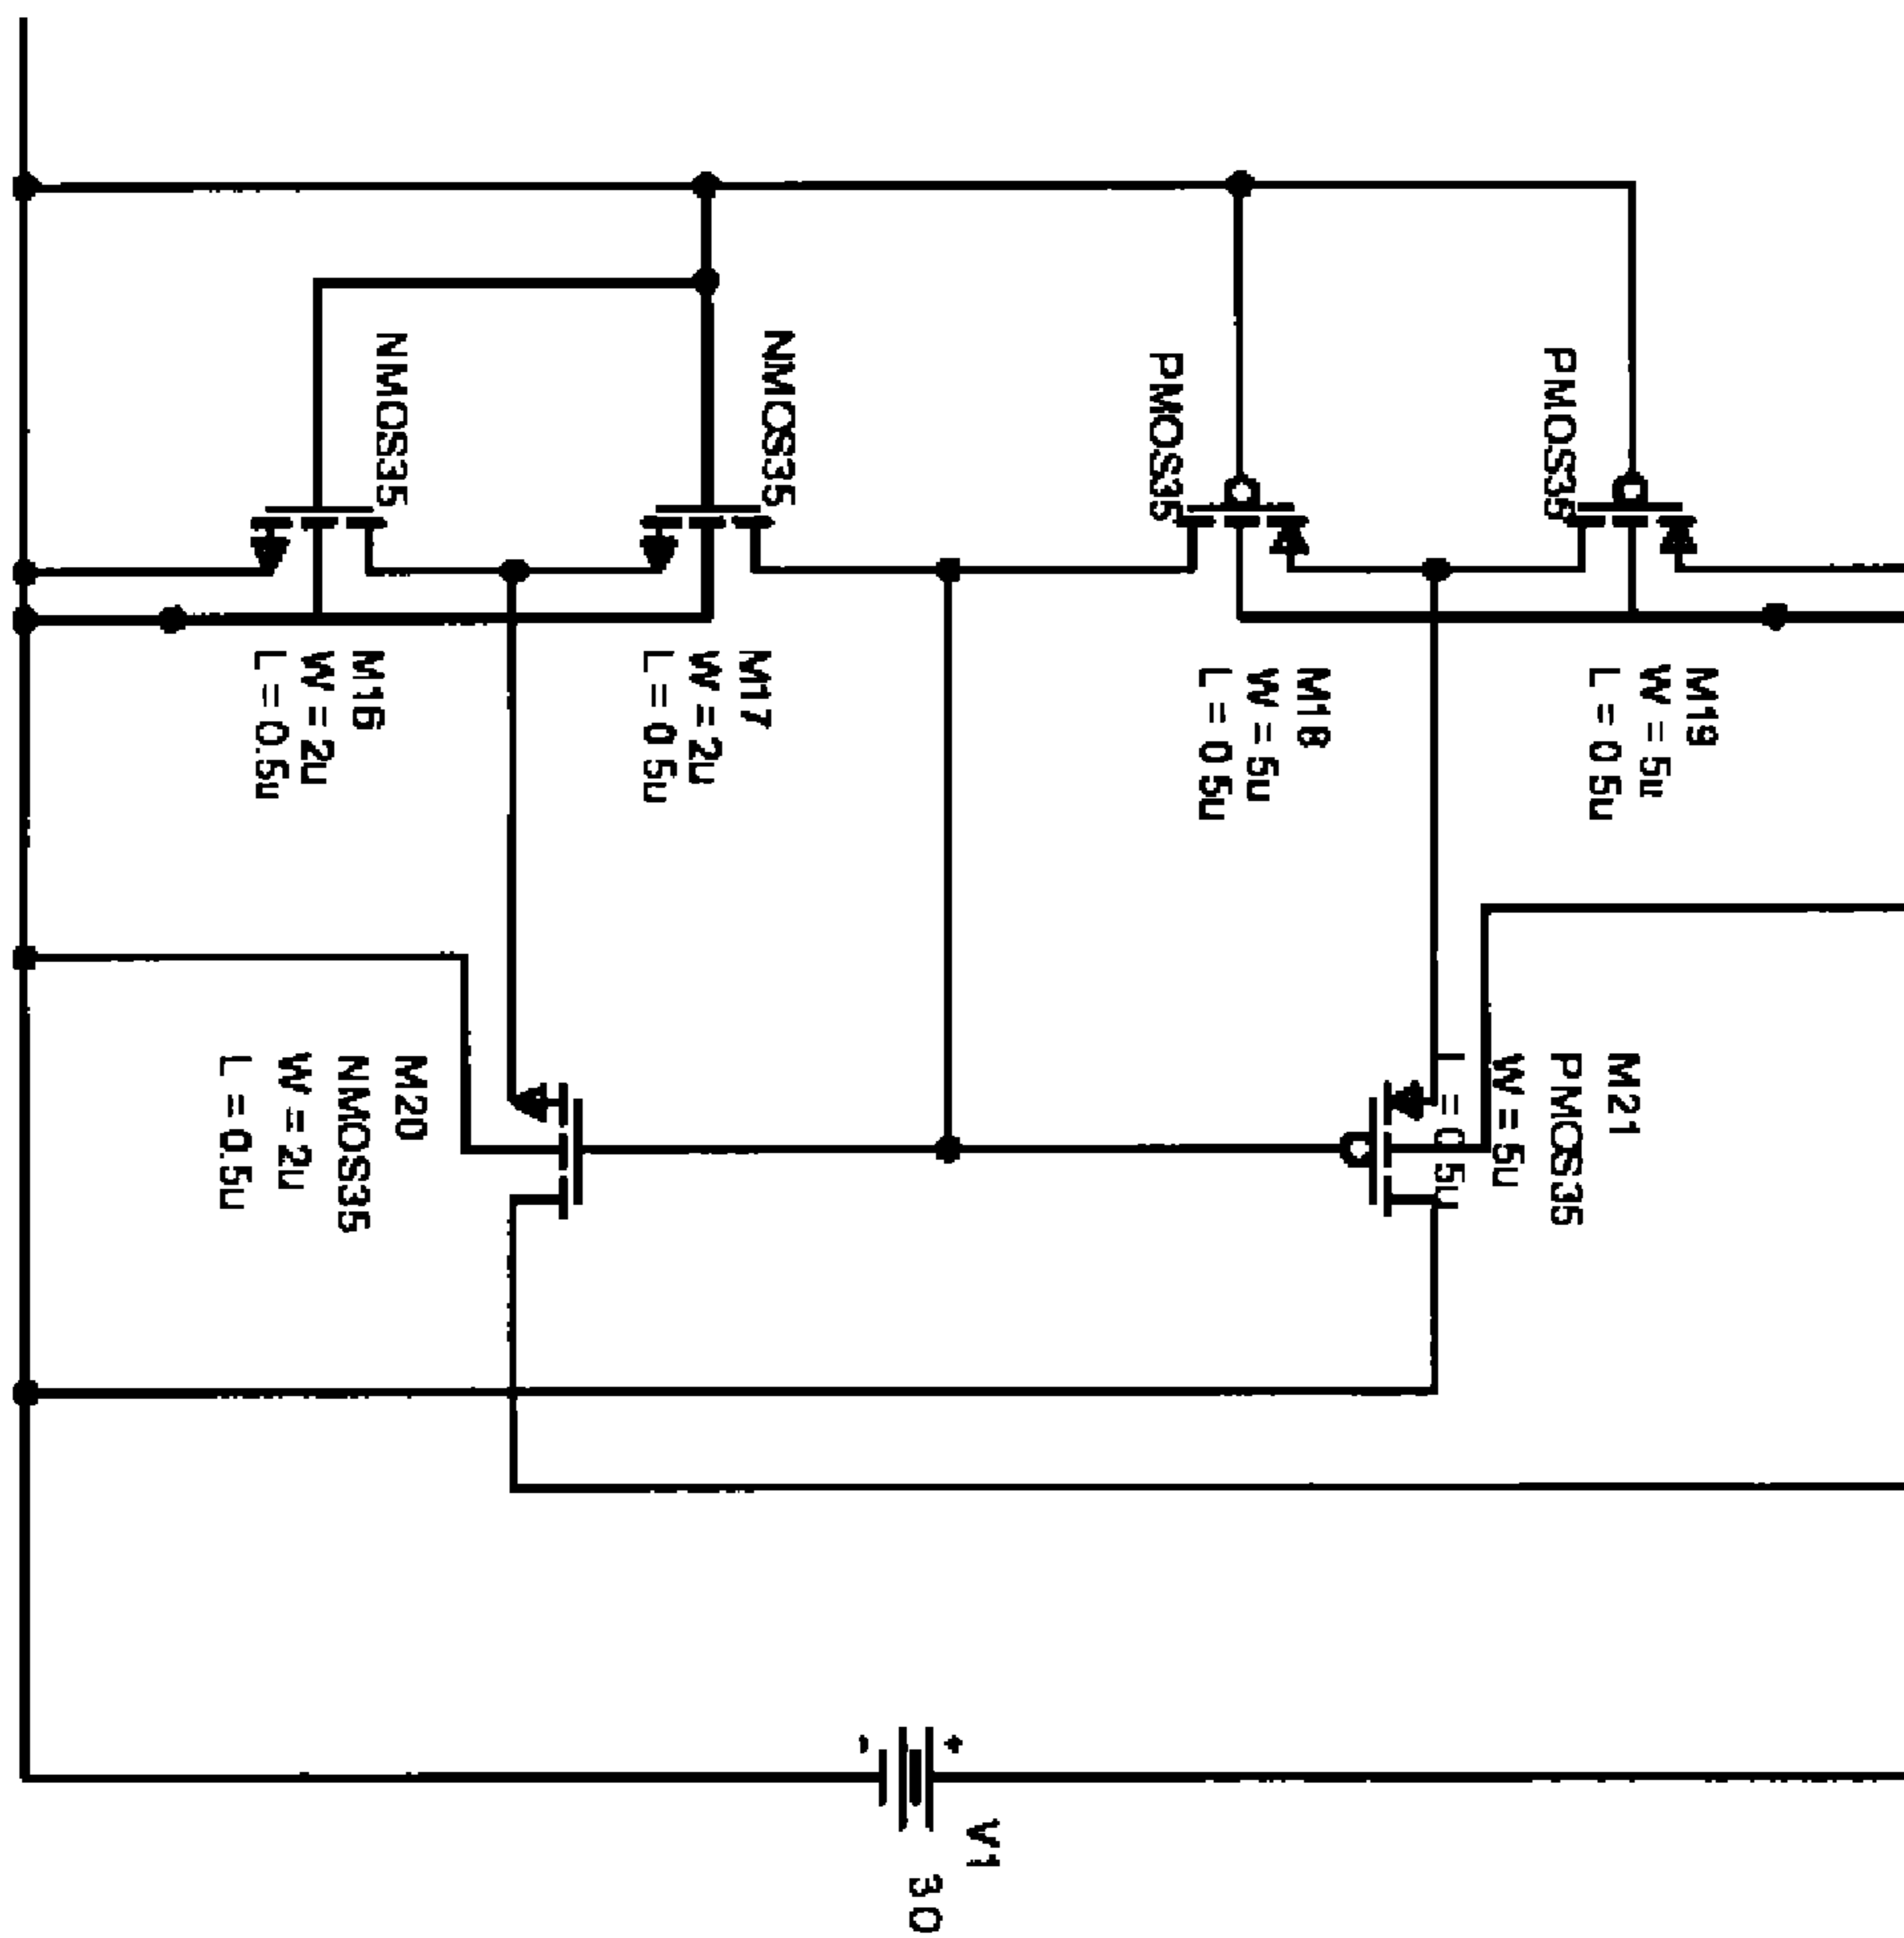 PMOS35
M19
W = 5u
L = 0 5u
M21
PMOS35
W = 5u
L = 0 5u
PMOS35
M18
W = 5u
L = 0 5u
V1
3 0
+
-
NMOS35
M17
W = 2u
L = 0 5u
NMOS35
M16
W = 2u
L = 0.5u
M20
NMOS35
W = 2u
L = 0.5u